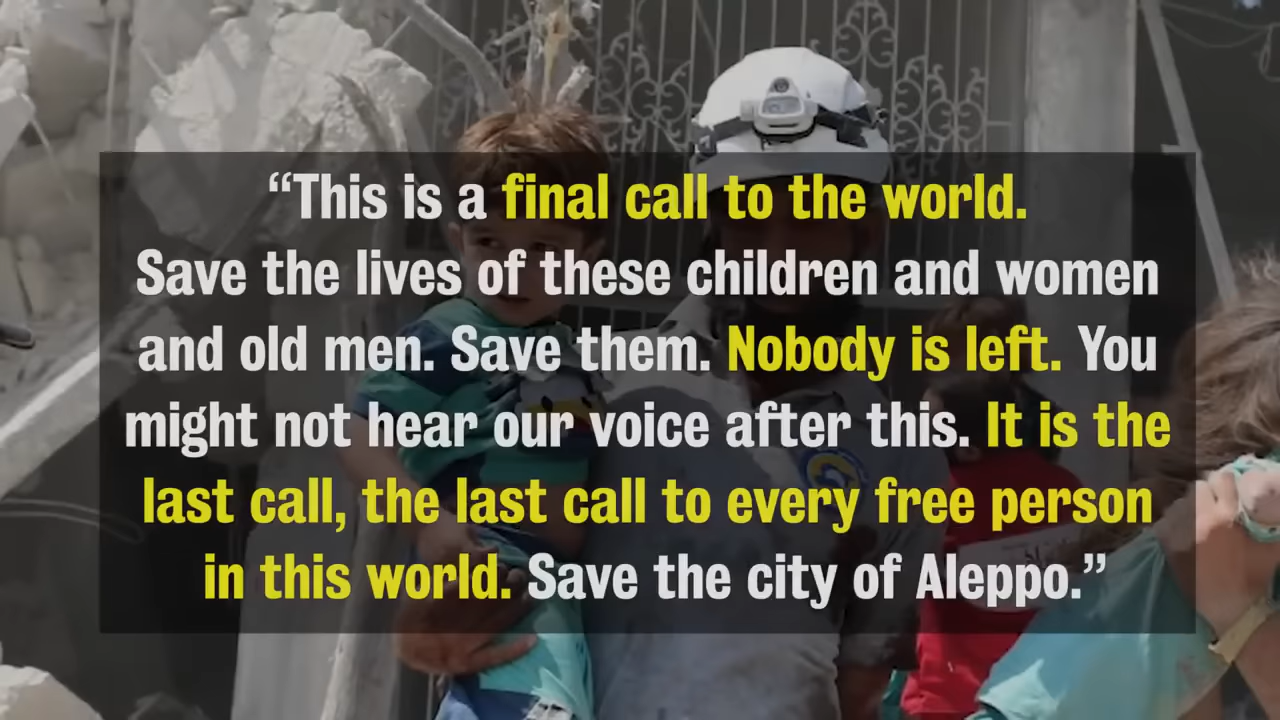 “This is a final call to the world.
Save the lives of these children and women
and old men. Save them. Nobody is left. You
might not hear our voice after this. It is the
last call, the last call to every free person
in this world. Save the city of Aleppo.”